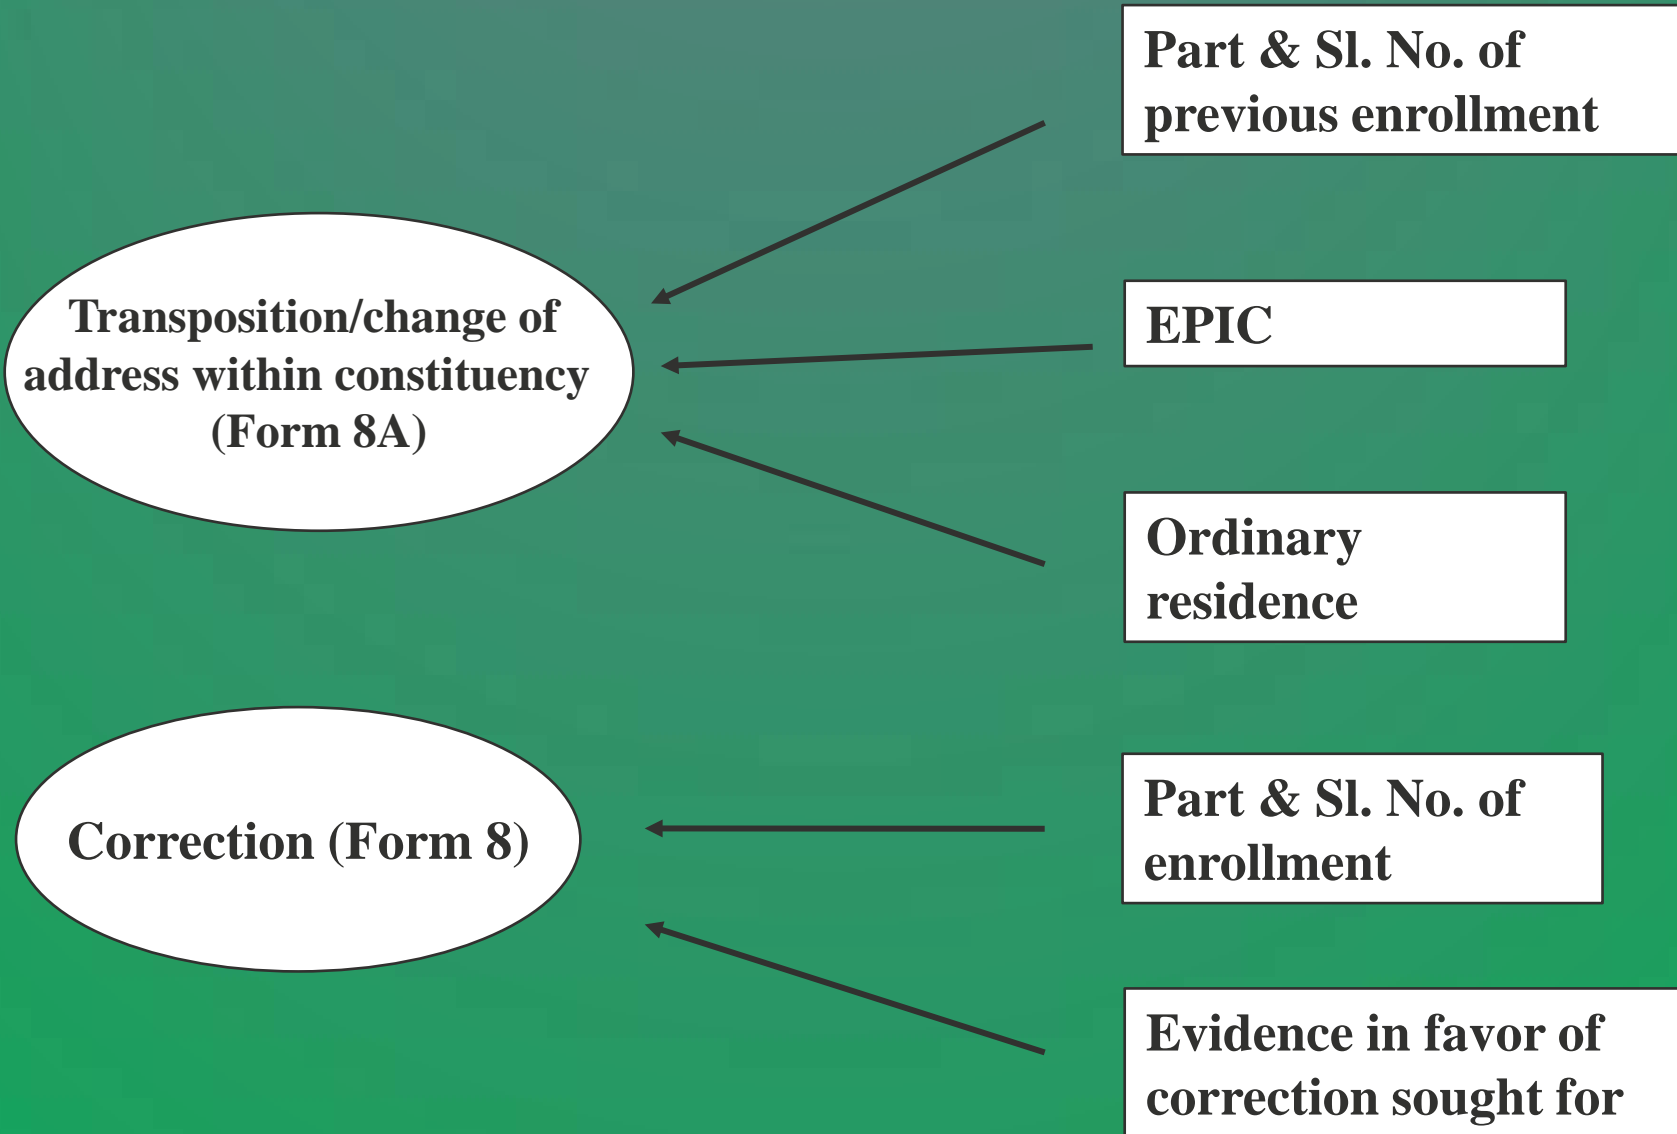 Part & Sl. No. of
previous enrollment
Transposition/change of
address within constituency
(Form 8A)
EPIC
Ordinary
residence
Correction (Form 8)
Part & Sl. No. of
enrollment
Evidence in favor of
correction sought for